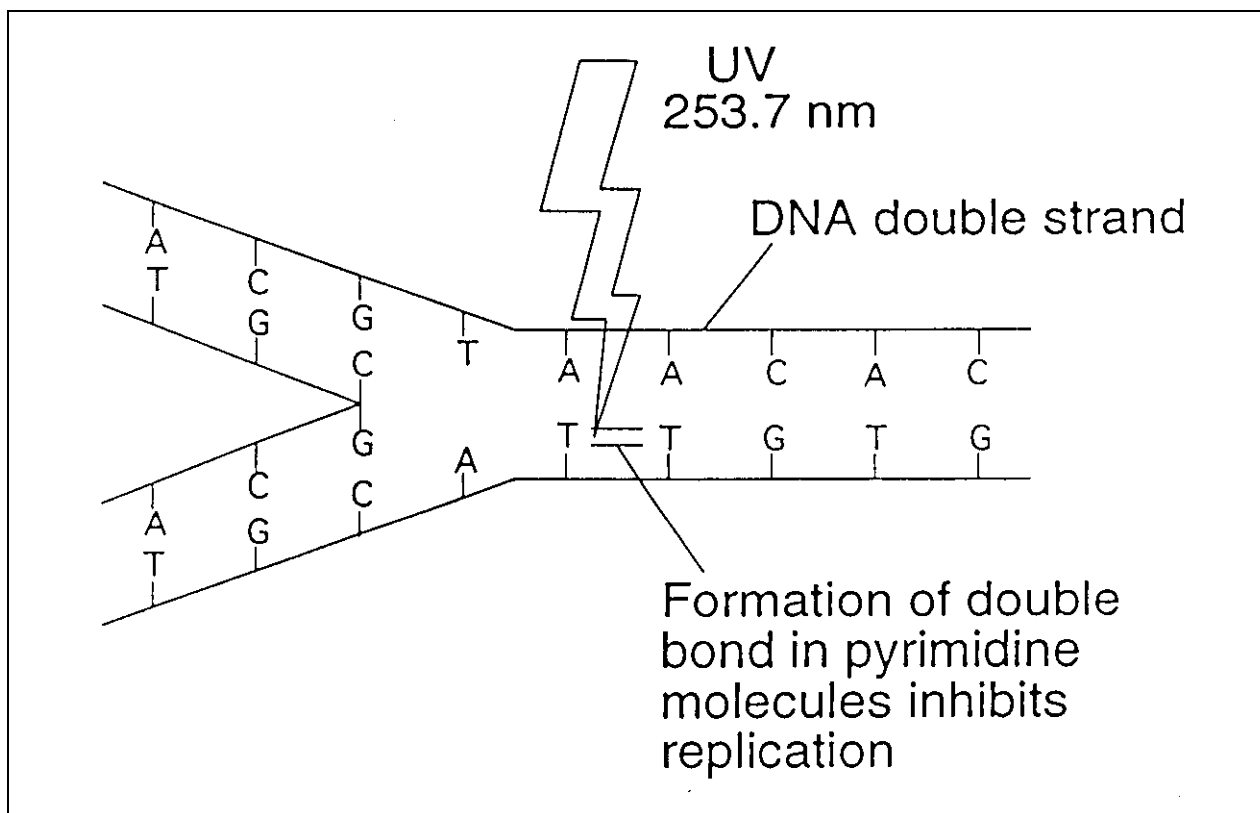 UV
253.7 nm
DNA double strand
A C G T A A C A C
T G C T T G T G
C G A
A C G C
T G
Formation of double
bond in pyrimidine
molecules inhibits
replication